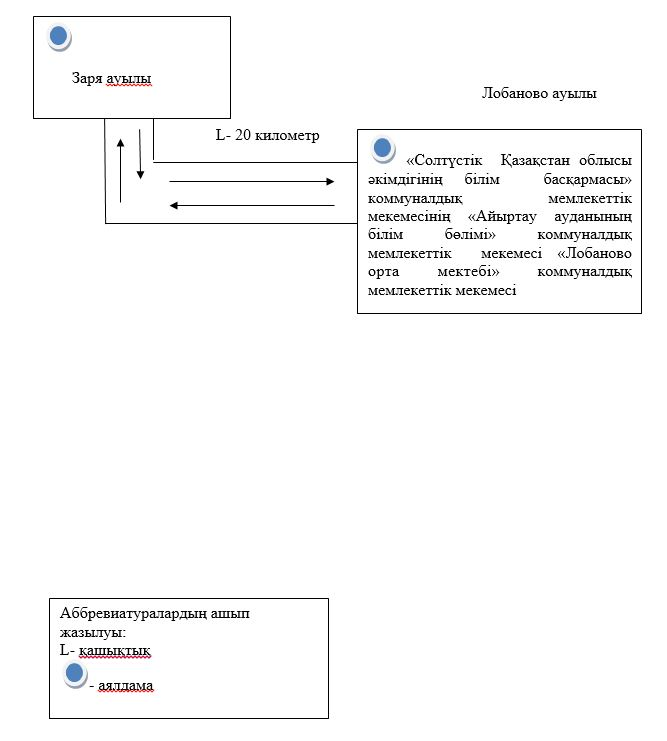 Заря ауылы
Лобаново ауылы
L- 20 километр
«Солтүстік Қазақстан облысы
әкімдігінің білім басқармасы»
коммуналдық мемлекеттік
мекемесінің «Айыртау ауданының
білім бөлімі» коммуналдық
мемлекеттік мекемесі «Лобаново
орта мектебі» коммуналдық
мемлекеттік мекемесі
Аббревиатуралардың ашып
жазылуы:
L- қашықтық
- аялдама